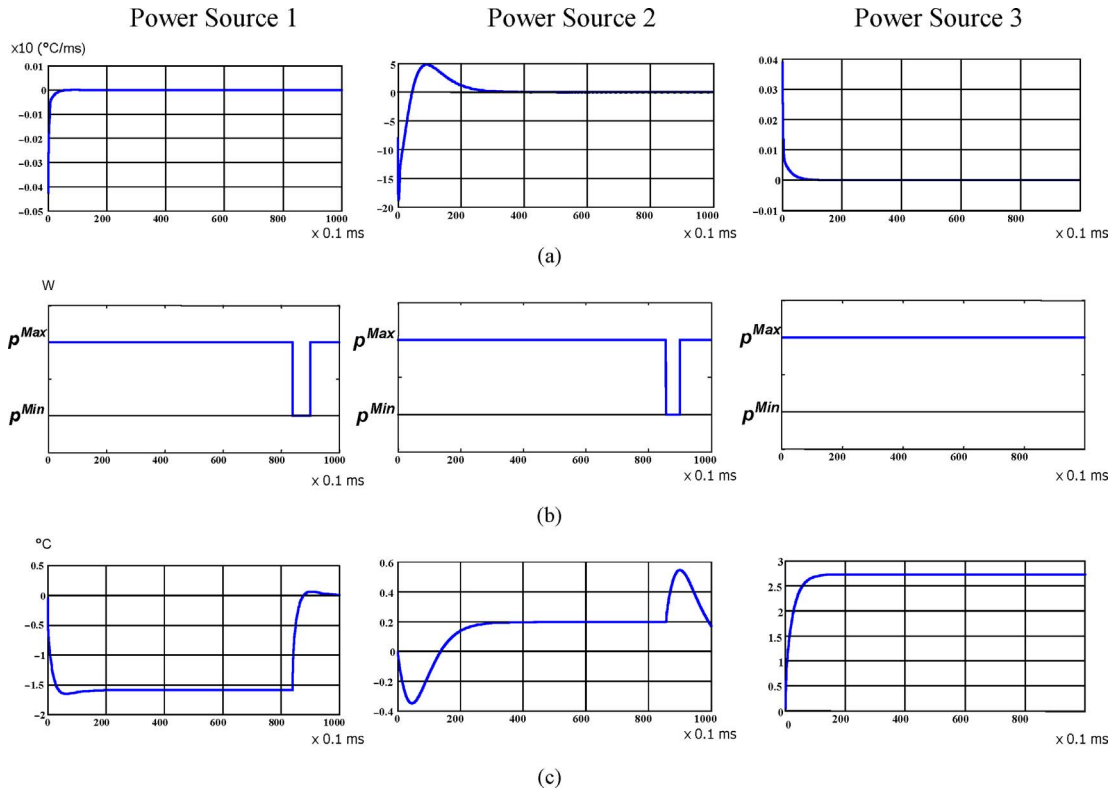 Power Source 1 Power Source 2 Power Source 3
x10 (°C/ms)
0.01
0
−0.01
−0.02
−0.03
−0.04
−0.05
0 200 400 600 800 1000
x 0.1 ms
5
0
−5
−10
−15
−20
0 200 400 600 800 1000
x 0.1 ms
0.04
0.03
0.02
0.01
0
−0.01
0 200 400 600 800
x 0.1 ms
(a)
W
pMax
pMin
0 200 400 600 800 1000
x 0.1 ms
pMax
pMin
0 200 400 600 800 1000
x 0.1 ms
pMax
pMin
0 200 400 600 800
x 0.1 ms
(b)
°C
0.5
0
−0.5
−1
−1.5
−2
0 200 400 600 800 1000
x 0.1 ms
0.6
0.4
0.2
0
−0.2
−0.4
0 200 400 600 800 1000
x 0.1 ms
3
2.5
2
1.5
1
0.5
0
0 200 400 600 800
x 0.1 ms
(c)